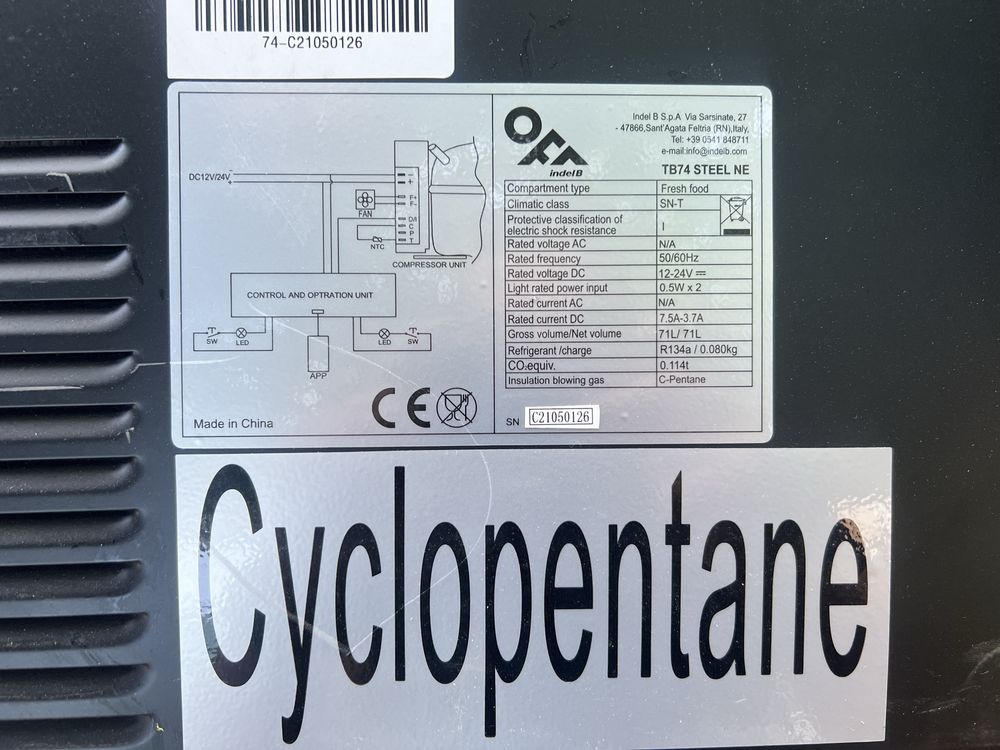 74-C21050126
DC12V/24V
- +
- +
F+
F-
D/I
C
P
T
FAN
NTC
COMPRESSOR UNIT
CONTROL AND OPTRATION UNIT
SW
LED
LED
SW
APP
Made in China
CE
OFF
indelB
Indel B S.p.A Via Sarsinate, 27
- 47866,Sant'Agata Feltria (RN),Italy,
Tel: +39 0541 848711
e-mail:info@indelb.com
TB74 STEEL NE
Compartment type Fresh food
Climatic class SN-T
Protective classification of
electric shock resistance I
Rated voltage AC N/A
Rated frequency 50/60Hz
Rated voltage DC 12-24V ⎓
Light rated power input 0.5W x 2
Rated current AC N/A
Rated current DC 7.5A-3.7A
Gross volume/Net volume 71L/ 71L
Refrigerant /charge R134a / 0.080kg
CO₂equiv. 0.114t
Insulation blowing gas C-Pentane
SN C21050126
Cyclopentane